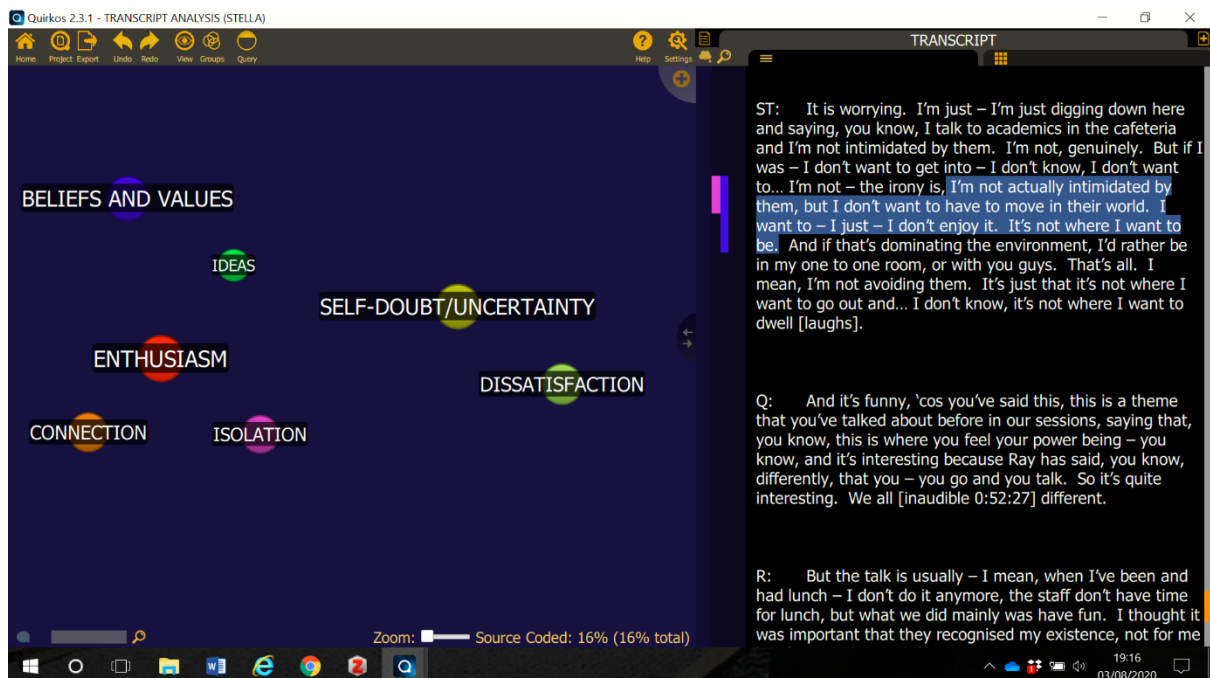 Quirkos 2.3.1 - TRANSCRIPT ANALYSIS (STELLA)
Home Project Export Undo Redo View Groups Query Help Settings
BELIEFS AND VALUES
IDEAS
SELF-DOUBT/UNCERTAINTY
ENTHUSIASM
DISSATISFACTION
CONNECTION
ISOLATION
Zoom: Source Coded: 16% (16% total)
TRANSCRIPT
ST: It is worrying. I'm just – I'm just digging down here
and saying, you know, I talk to academics in the cafeteria
and I'm not intimidated by them. I'm not, genuinely. But if I
was – I don't want to get into – I don't know, I don't want
to... I'm not – the irony is, I'm not actually intimidated by
them, but I don't want to have to move in their world. I
want to – I just – I don't enjoy it. It's not where I want to
be. And if that's dominating the environment, I'd rather be
in my one to one room, or with you guys. That's all. I
mean, I'm not avoiding them. It's just that it's not where I
want to go out and... I don't know, it's not where I want to
dwell [laughs].
Q: And it's funny, 'cos you've said this, this is a theme
that you've talked about before in our sessions, saying that,
you know, this is where you feel your power being – you
know, and it's interesting because Ray has said, you know,
differently, that you – you go and you talk. So it's quite
interesting. We all [inaudible 0:52:27] different.
R: But the talk is usually – I mean, when I've been and
had lunch – I don't do it anymore, the staff don't have time
for lunch, but what we did mainly was have fun. I thought it
was important that they recognised my existence, not for me
19:16
03/08/2020